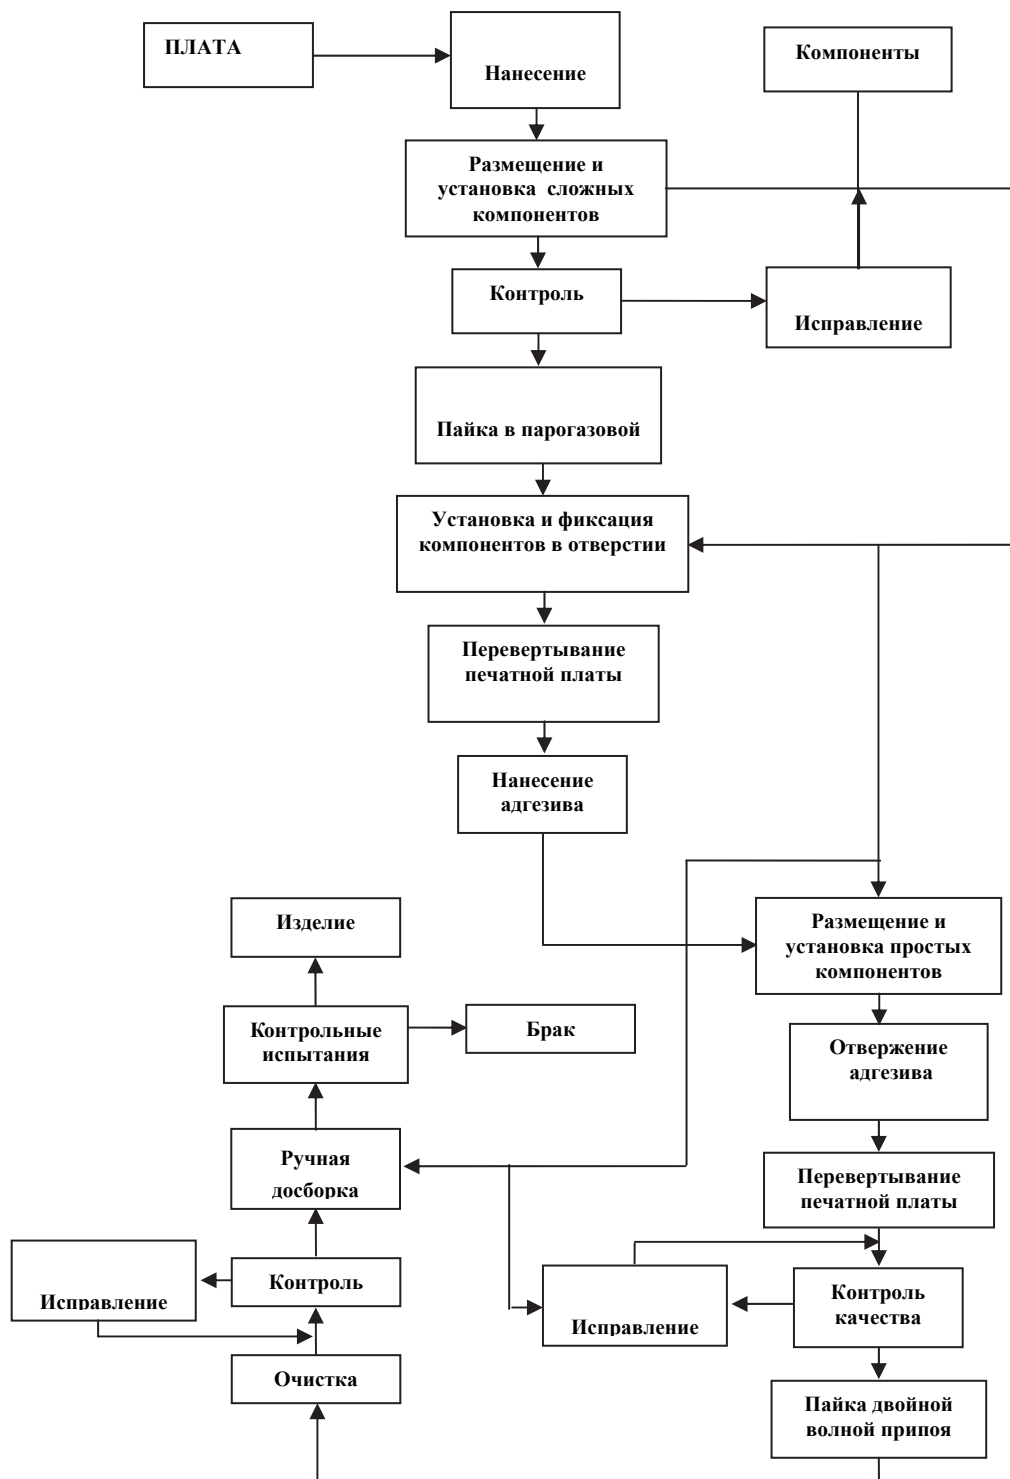 ПЛАТА
Нанесение
Компоненты
Размещение и
установка сложных
компонентов
Контроль
Исправление
Пайка в парогазовой
Установка и фиксация
компонентов в отверстии
Перевертывание
печатной платы
Нанесение
адгезива
Изделие
Размещение и
установка простых
компонентов
Контрольные
испытания
Брак
Отвержение
адгезива
Ручная
досборка
Перевертывание
печатной платы
Исправление
Контроль
Исправление
Контроль
качества
Очистка
Пайка двойной
волной припоя